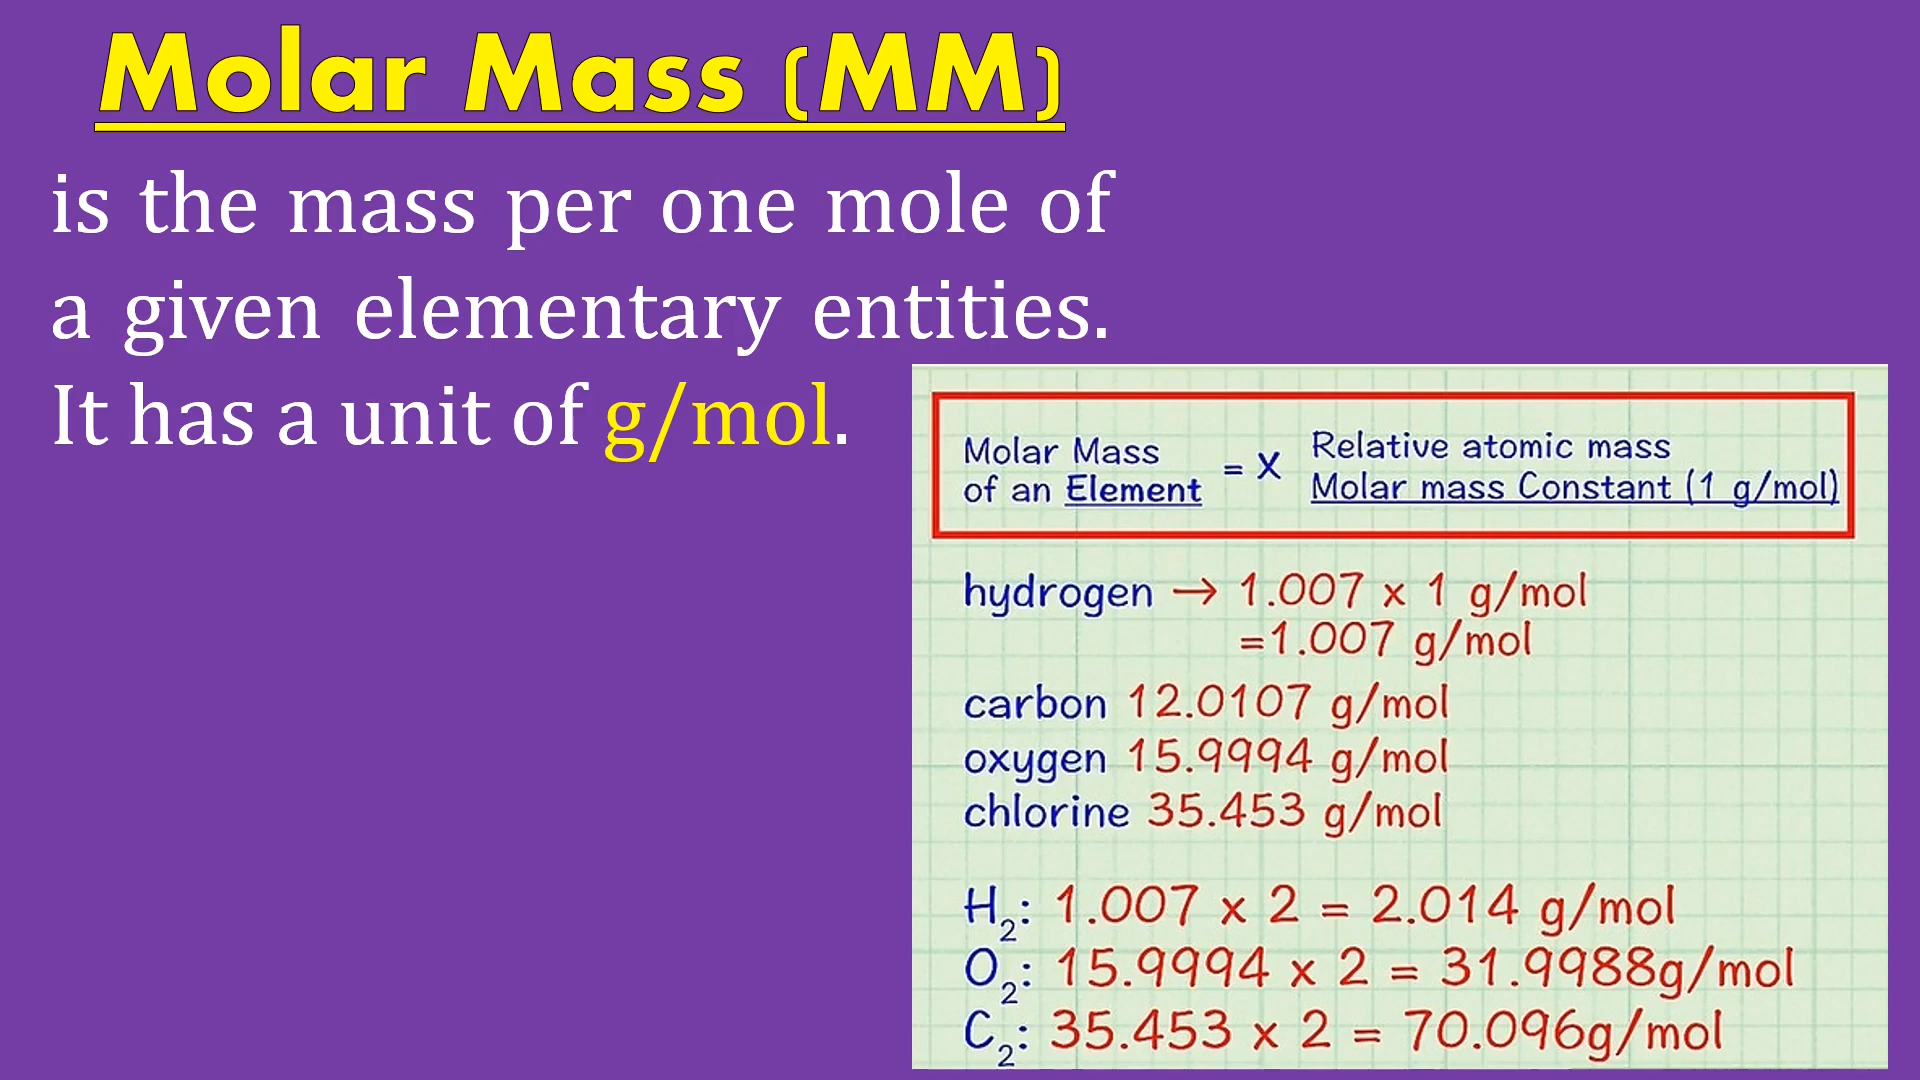 Molar Mass (MM)
is the mass per one mole of
a given elementary entities.
It has a unit of g/mol.
Molar Mass
of an Element
= X
Relative atomic mass
Molar mass Constant (1 g/mol)
hydrogen → 1.007 x 1 g/mol
=1.007 g/mol
carbon 12.0107 g/mol
oxygen 15.9994 g/mol
chlorine 35.453 g/mol
H₂: 1.007 x 2 = 2.014 g/mol
O₂: 15.9994 x 2 = 31.9988g/mol
C₂: 35.453 x 2 = 70.096g/mol